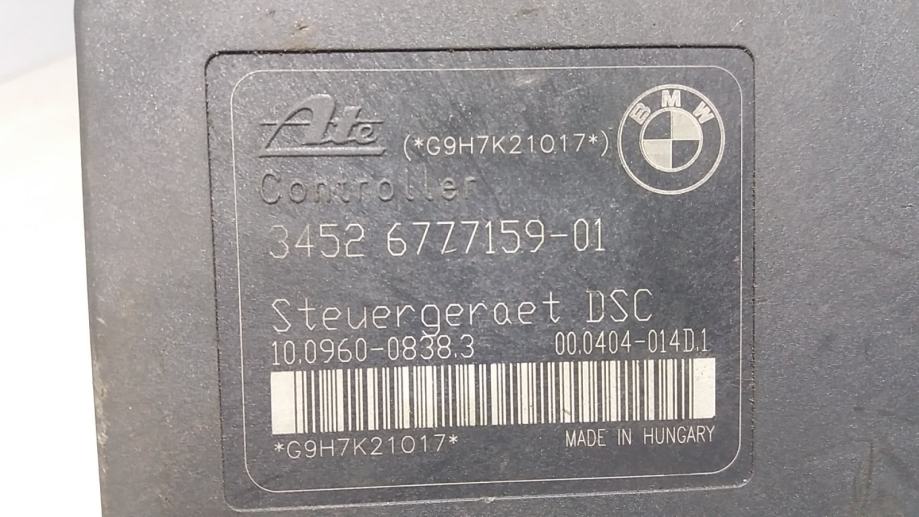 Ate (*G9H7K21017*) BMW
Controller
3452 6777159-01
Steuergeraet DSC
10.0960-0838.3 00.0404-014D.1
*G9H7K21017*
MADE IN HUNGARY